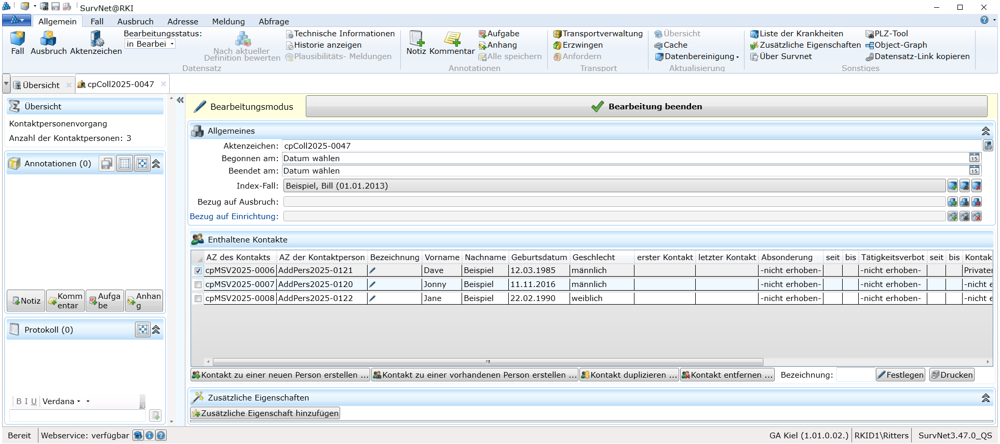 SurvNet@RKI
Allgemein Fall Ausbruch Adresse Meldung Abfrage
Fall Ausbruch Aktenzeichen
Bearbeitungsstatus:
in Bearbei
Nach aktueller
Definition bewerten
Technische Informationen
Historie anzeigen
Plausibilitäts- Meldungen
Datensatz
Notiz Kommentar
Aufgabe
Anhang
Alle speichern
Annotationen
Transportverwaltung
Erzwingen
Anfordern
Transport
Übersicht
Cache
Datenbereinigung
Aktualisierung
Liste der Krankheiten
Zusätzliche Eigenschaften
Über Survnet
PLZ-Tool
Object-Graph
Datensatz-Link kopieren
Sonstiges
Übersicht cpColl2025-0047
Übersicht
Kontaktpersonenvorgang
Anzahl der Kontaktpersonen: 3
Annotationen (0)
Notiz Komm
entar Aufga
be Anhan
g
Protokoll (0)
B I U Verdana
Bearbeitungsmodus Bearbeitung beenden
Allgemeines
Aktenzeichen: cpColl2025-0047
Begonnen am: Datum wählen 15
Beendet am: Datum wählen 15
Index-Fall: Beispiel, Bill (01.01.2013)
Bezug auf Ausbruch:
Bezug auf Einrichtung:
Enthaltene Kontakte
AZ des Kontakts AZ der Kontaktperson Bezeichnung Vorname Nachname Geburtsdatum Geschlecht erster Kontakt letzter Kontakt Absonderung seit bis Tätigkeitsverbot seit bis Kontak
cpMSV2025-0006 AddPers2025-0121 Dave Beispiel 12.03.1985 männlich -nicht erhoben- -nicht erhoben- Privater
cpMSV2025-0007 AddPers2025-0120 Jonny Beispiel 11.11.2016 männlich -nicht erhoben- -nicht erhoben- -nicht e
cpMSV2025-0008 AddPers2025-0122 Jane Beispiel 22.02.1990 weiblich -nicht erhoben- -nicht erhoben- -nicht e
Kontakt zu einer neuen Person erstellen ... Kontakt zu einer vorhandenen Person erstellen ... Kontakt duplizieren ... Kontakt entfernen ... Bezeichnung: Festlegen Drucken
Zusätzliche Eigenschaften
Zusätzliche Eigenschaft hinzufügen
Bereit Webservice: verfügbar GA Kiel (1.01.0.02.) RKID1\Ritters SurvNet3.47.0_QS